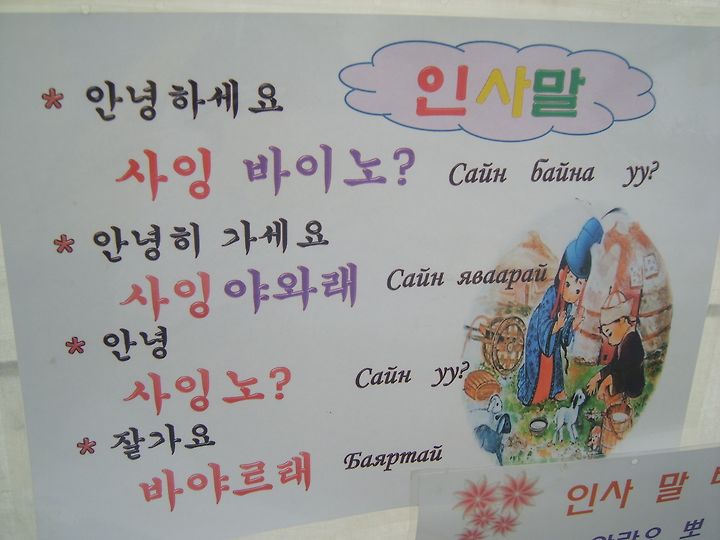 인사말
* 안녕하세요
사잉 바이노? Сайн байна уу?
* 안녕히 가세요
사잉야와래 Сайн яваарай
* 안녕
사잉노? Сайн уу?
* 잘가요
바야르태 Баяртай
인사 말